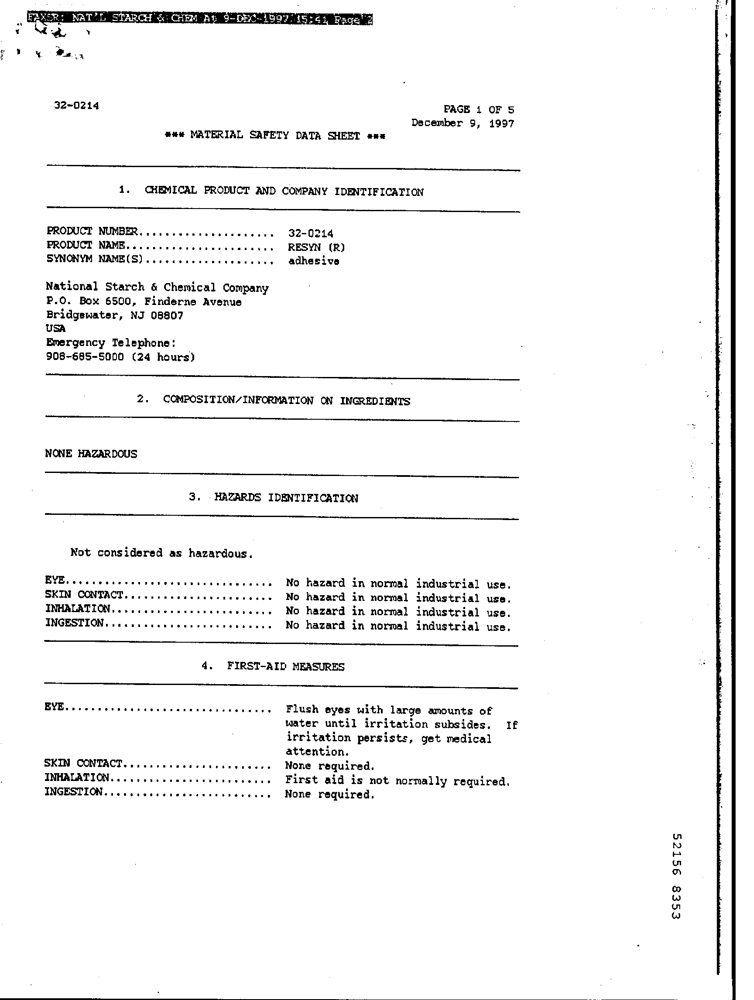 FAXER: NAT'L STARCH & CHEM At 9-DEC-1997 15:41 Page 2
32-0214
PAGE 1 OF 5
December 9, 1997
*** MATERIAL SAFETY DATA SHEET ***
1. CHEMICAL PRODUCT AND COMPANY IDENTIFICATION
PRODUCT NUMBER..................... 32-0214
PRODUCT NAME....................... RESYN (R)
SYNONYM NAME(S).................... adhesive
National Starch & Chemical Company
P.O. Box 6500, Finderne Avenue
Bridgewater, NJ 08807
USA
Emergency Telephone:
908-685-5000 (24 hours)
2. COMPOSITION/INFORMATION ON INGREDIENTS
NONE HAZARDOUS
3. HAZARDS IDENTIFICATION
Not considered as hazardous.
EYE................................ No hazard in normal industrial use.
SKIN CONTACT....................... No hazard in normal industrial use.
INHALATION......................... No hazard in normal industrial use.
INGESTION.......................... No hazard in normal industrial use.
4. FIRST-AID MEASURES
EYE................................ Flush eyes with large amounts of
water until irritation subsides. If
irritation persists, get medical
attention.
SKIN CONTACT....................... None required.
INHALATION......................... First aid is not normally required.
INGESTION.......................... None required.
52156 8353